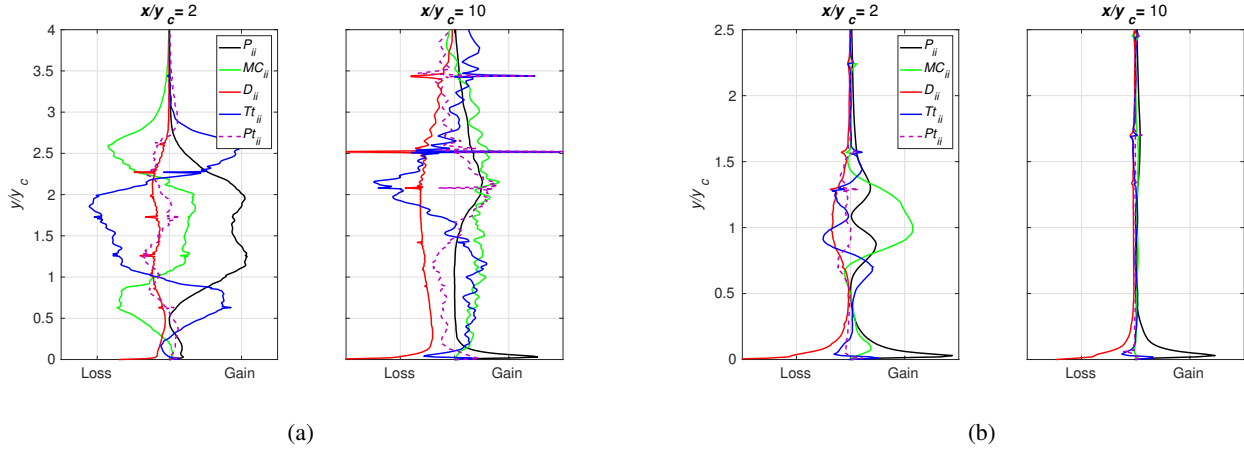 x/y_c = 2
x/y_c = 10
y/y_c
4
3.5
3
2.5
2
1.5
1
0.5
0
P_ii
MC_ii
D_ii
Tt_ii
Pt_ii
Loss Gain
Loss Gain
(a)
x/y_c = 2
x/y_c = 10
y/y_c
2.5
2
1.5
1
0.5
0
P_ii
MC_ii
D_ii
Tt_ii
Pt_ii
Loss Gain
Loss Gain
(b)